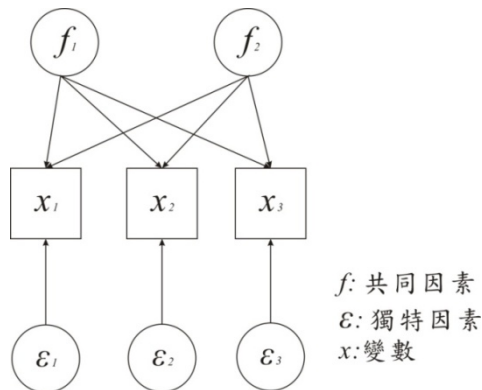 f₁ f₂
x₁ x₂ x₃
ε₁ ε₂ ε₃
f: 共同因素
ε: 獨特因素
x:變數